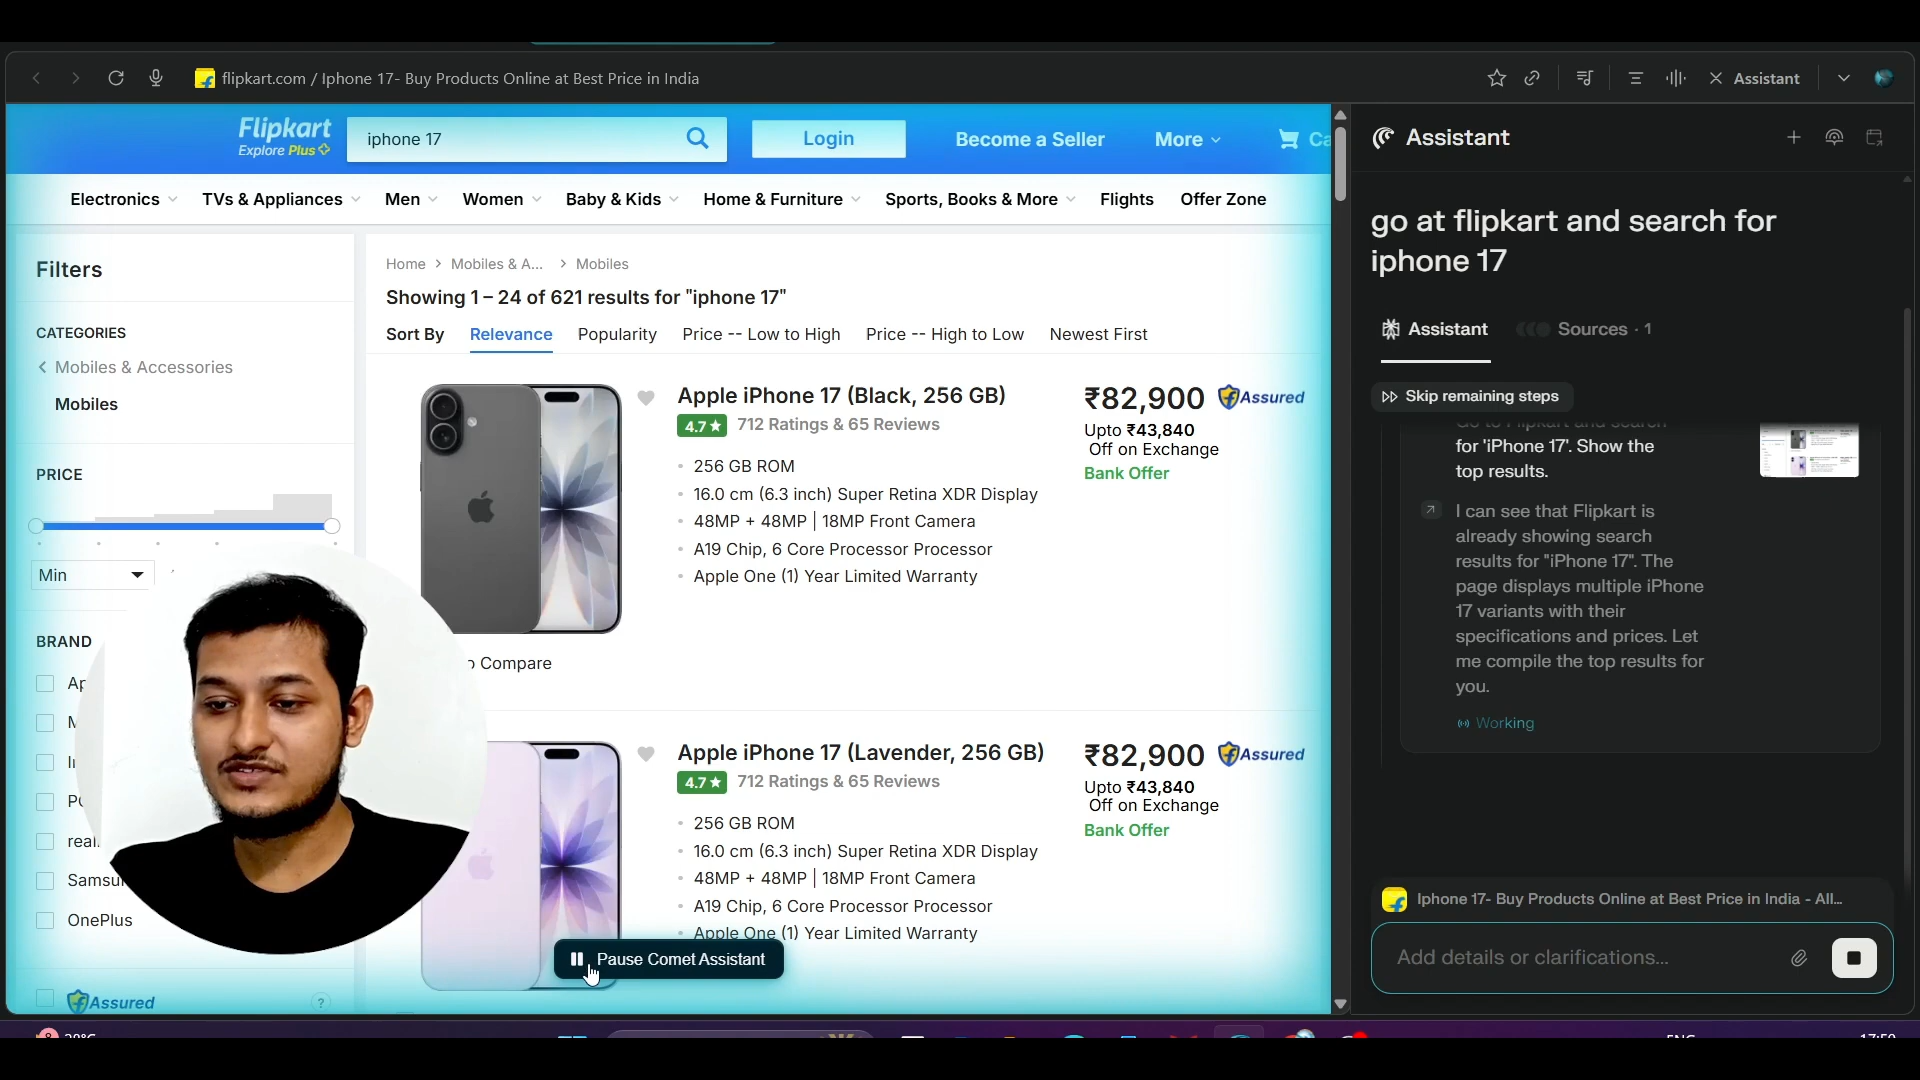 flipkart.com / Iphone 17- Buy Products Online at Best Price in India
Assistant
Flipkart
Explore Plus
iphone 17
Login
Become a Seller
More
Electronics
TVs & Appliances
Men
Women
Baby & Kids
Home & Furniture
Sports, Books & More
Flights
Offer Zone
Filters
CATEGORIES
Mobiles & Accessories
Mobiles
PRICE
Min
BRAND
Samsu
OnePlus
Assured
?
Home
Mobiles & A...
Mobiles
Showing 1 – 24 of 621 results for "iphone 17"
Sort By
Relevance
Popularity
Price -- Low to High
Price -- High to Low
Newest First
Apple iPhone 17 (Black, 256 GB)
4.7★ 712 Ratings & 65 Reviews
256 GB ROM
16.0 cm (6.3 inch) Super Retina XDR Display
48MP + 48MP | 18MP Front Camera
A19 Chip, 6 Core Processor Processor
Apple One (1) Year Limited Warranty
₹82,900
Assured
Upto ₹43,840
Off on Exchange
Bank Offer
Compare
Apple iPhone 17 (Lavender, 256 GB)
4.7★ 712 Ratings & 65 Reviews
256 GB ROM
16.0 cm (6.3 inch) Super Retina XDR Display
48MP + 48MP | 18MP Front Camera
A19 Chip, 6 Core Processor Processor
Apple One (1) Year Limited Warranty
₹82,900
Assured
Upto ₹43,840
Off on Exchange
Bank Offer
Pause Comet Assistant
Assistant
go at flipkart and search for
iphone 17
Assistant
Sources · 1
Skip remaining steps
for 'iPhone 17'. Show the
top results.
I can see that Flipkart is
already showing search
results for "iPhone 17". The
page displays multiple iPhone
17 variants with their
specifications and prices. Let
me compile the top results for
you.
Working
Iphone 17- Buy Products Online at Best Price in India - All...
Add details or clarifications...